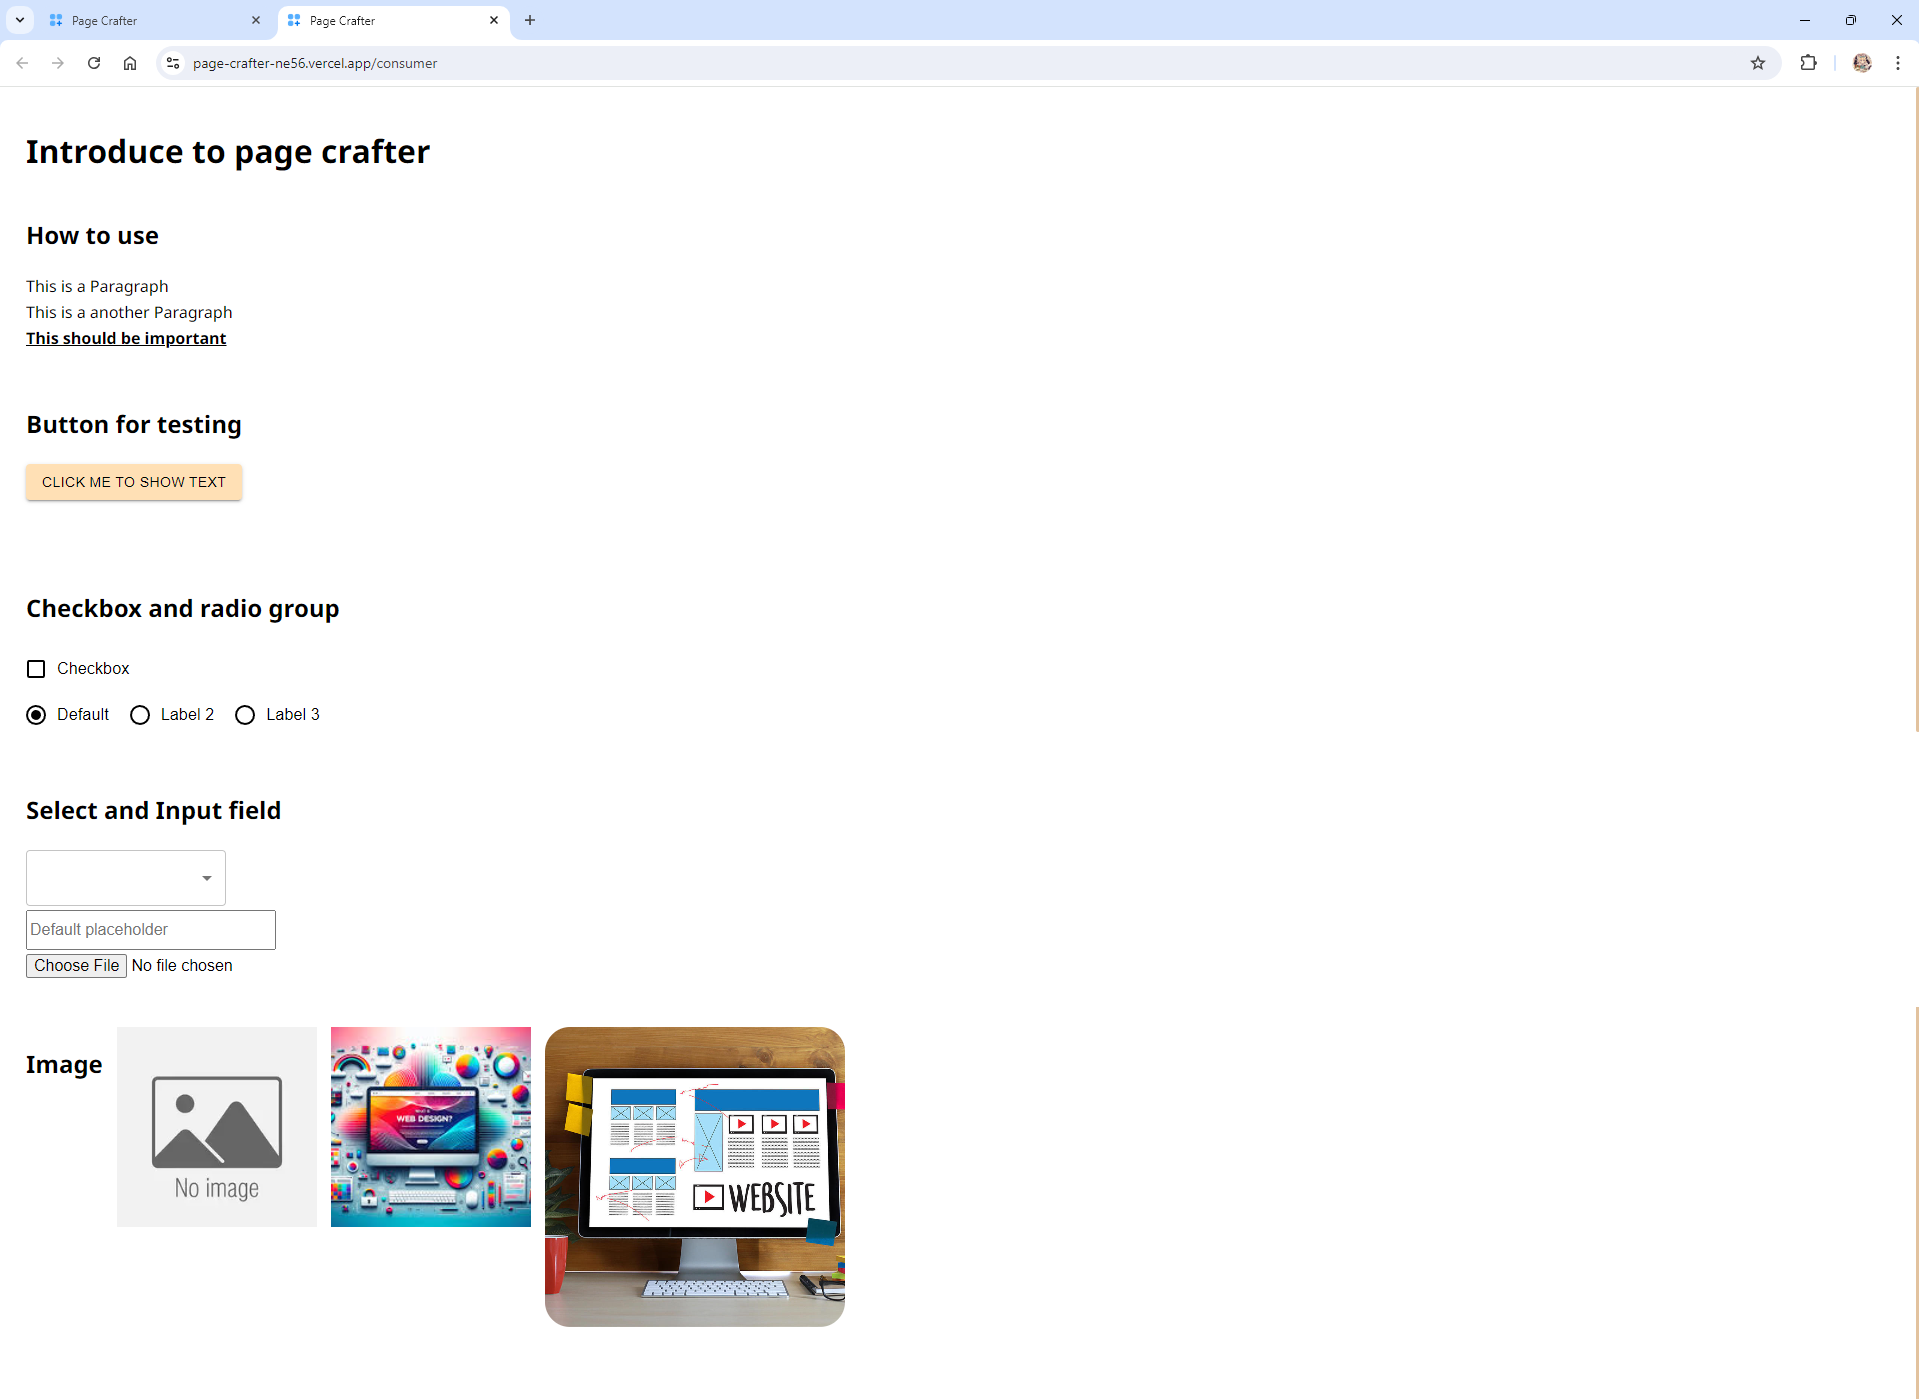 Page Crafter
Page Crafter
page-crafter-ne56.vercel.app/consumer
Introduce to page crafter
How to use
This is a Paragraph
This is a another Paragraph
This should be important
Button for testing
CLICK ME TO SHOW TEXT
Checkbox and radio group
Checkbox
Default Label 2 Label 3
Select and Input field
Default placeholder
Choose File No file chosen
Image
No image
WEB DESIGN?
WEBSITE